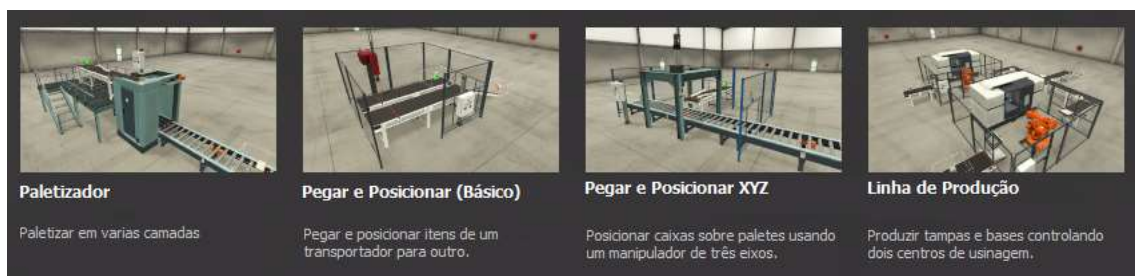 Paletizador
Paletizar em varias camadas
Pegar e Posicionar (Básico)
Pegar e posicionar itens de um
transportador para outro.
Pegar e Posicionar XYZ
Posicionar caixas sobre paletes usando
um manipulador de três eixos.
Linha de Produção
Produzir tampas e bases controlando
dois centros de usinagem.